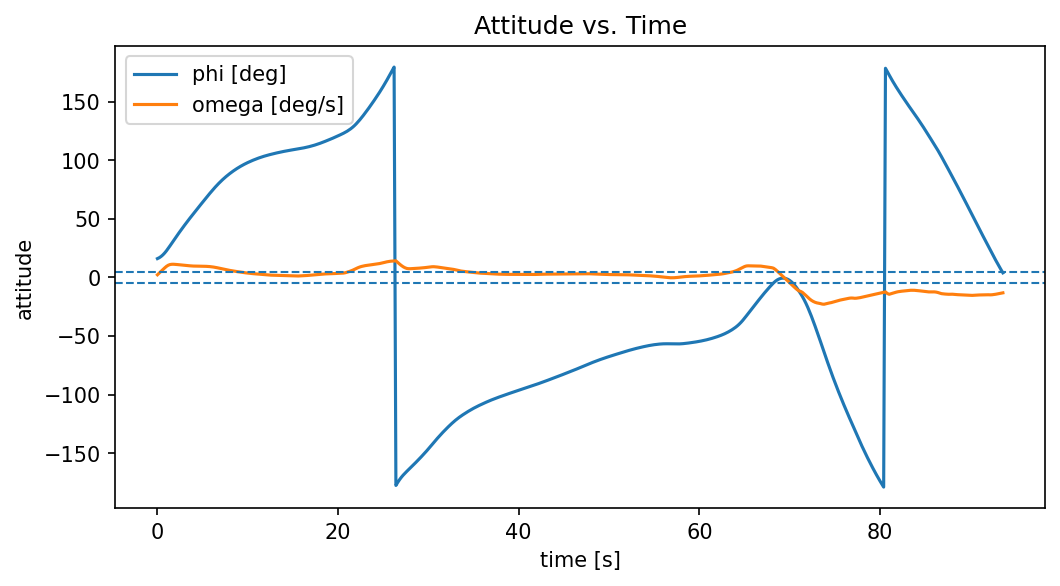 Attitude vs. Time
phi [deg]
omega [deg/s]
attitude
150
100
50
0
−50
−100
−150
0 20 40 60 80
time [s]